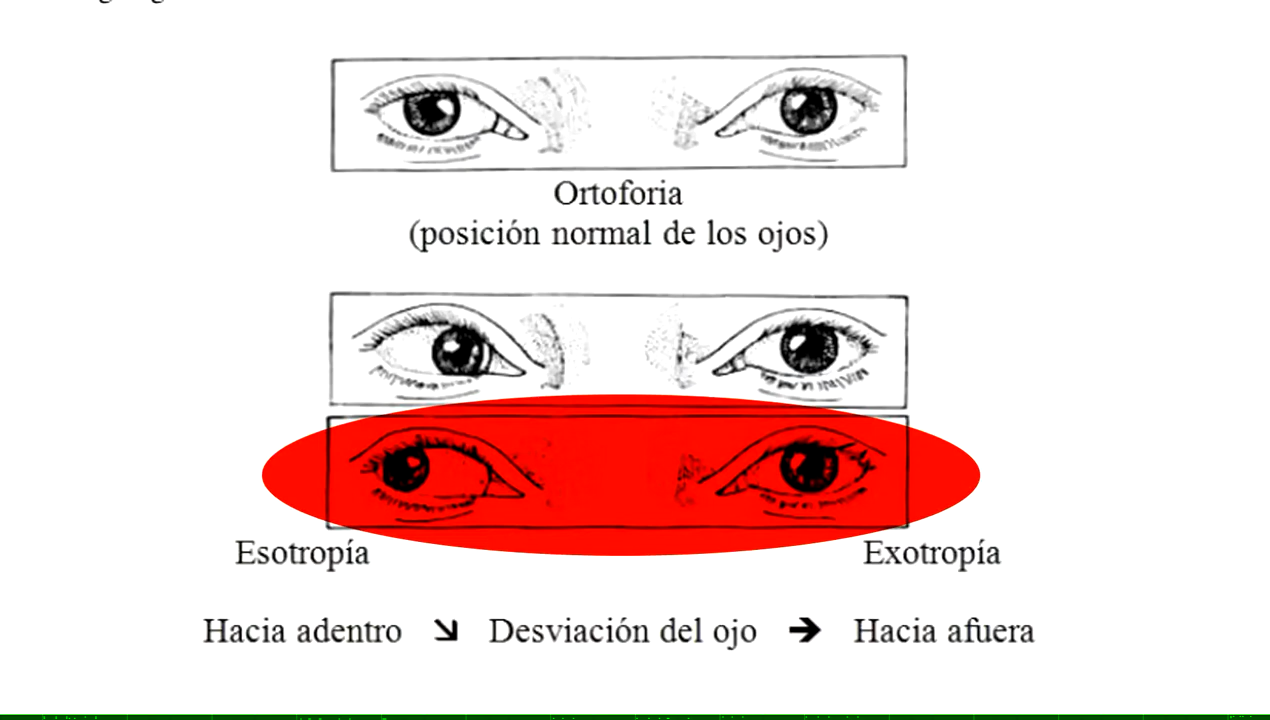 Ortoforia
(posición normal de los ojos)
Esotropía Exotropía
Hacia adentro ➘ Desviación del ojo ➔ Hacia afuera